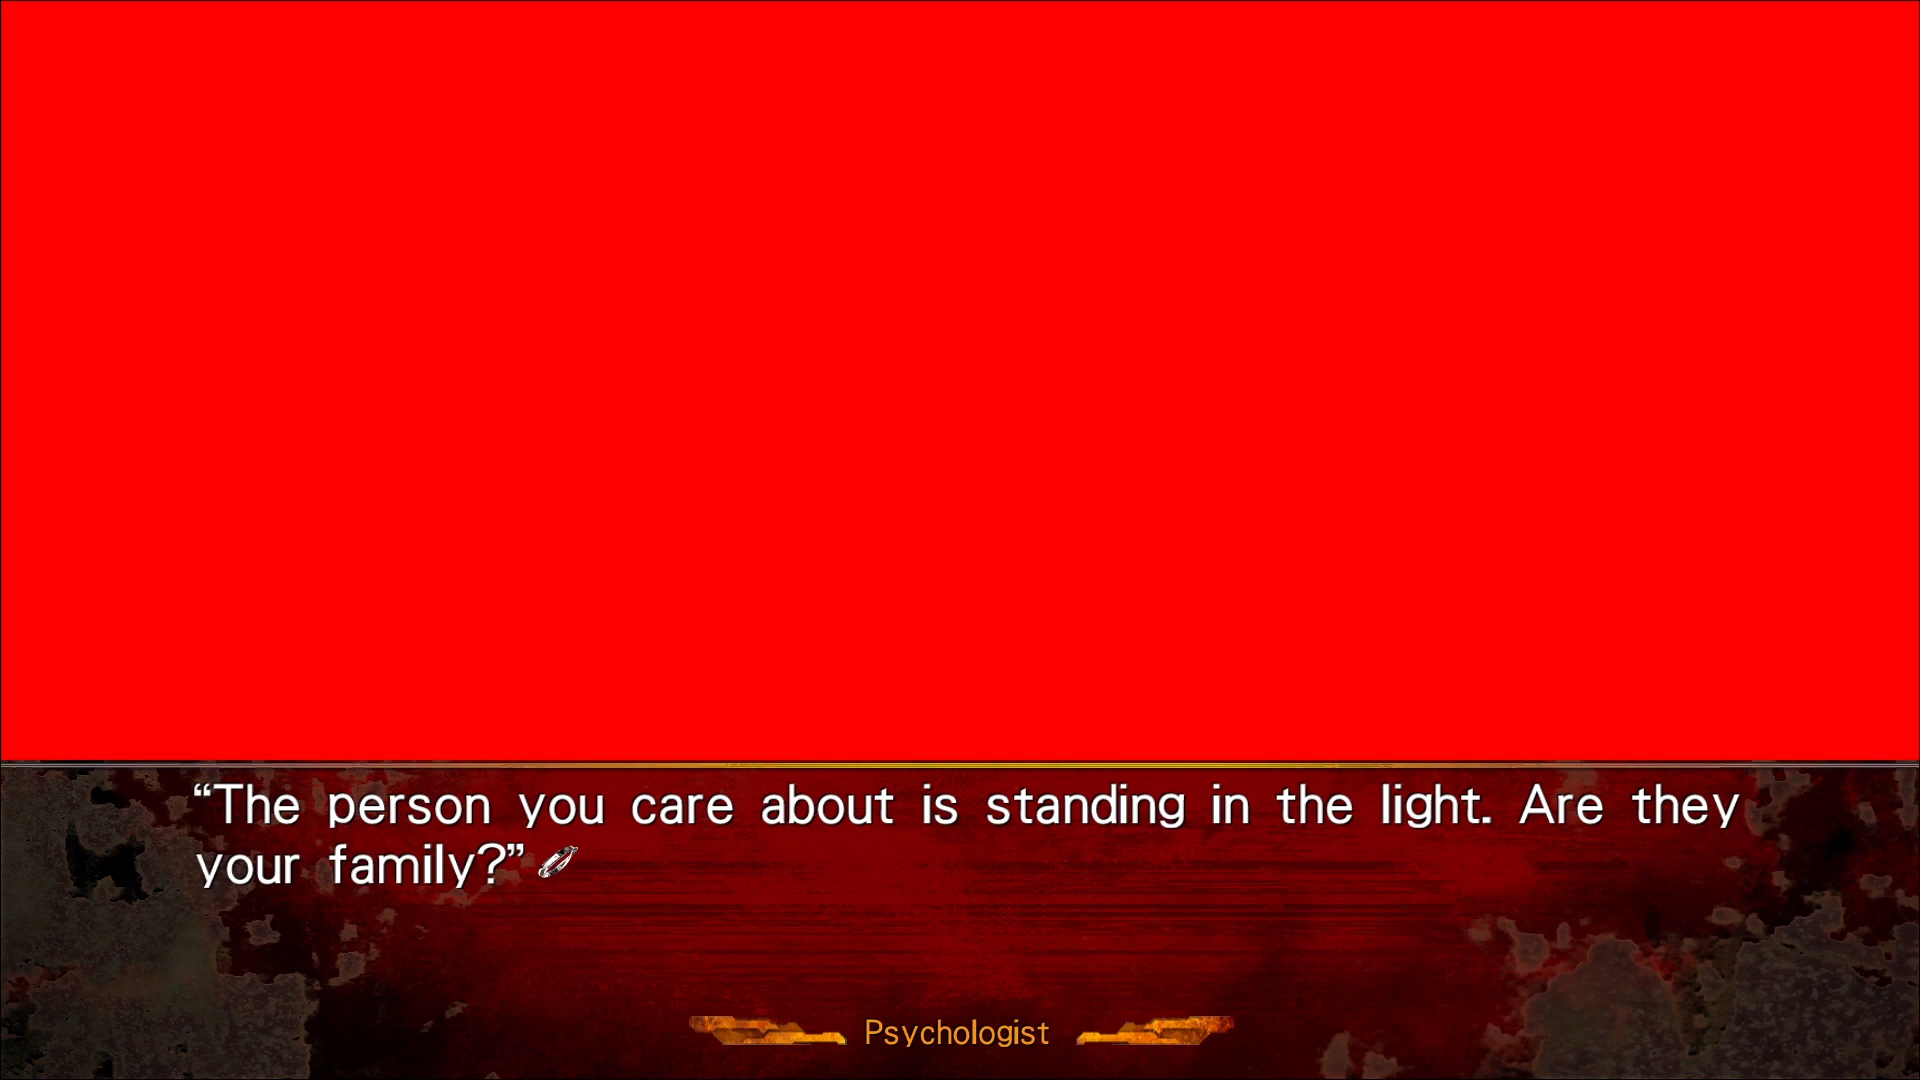 “The person you care about is standing in the light. Are they
your family?”
Psychologist